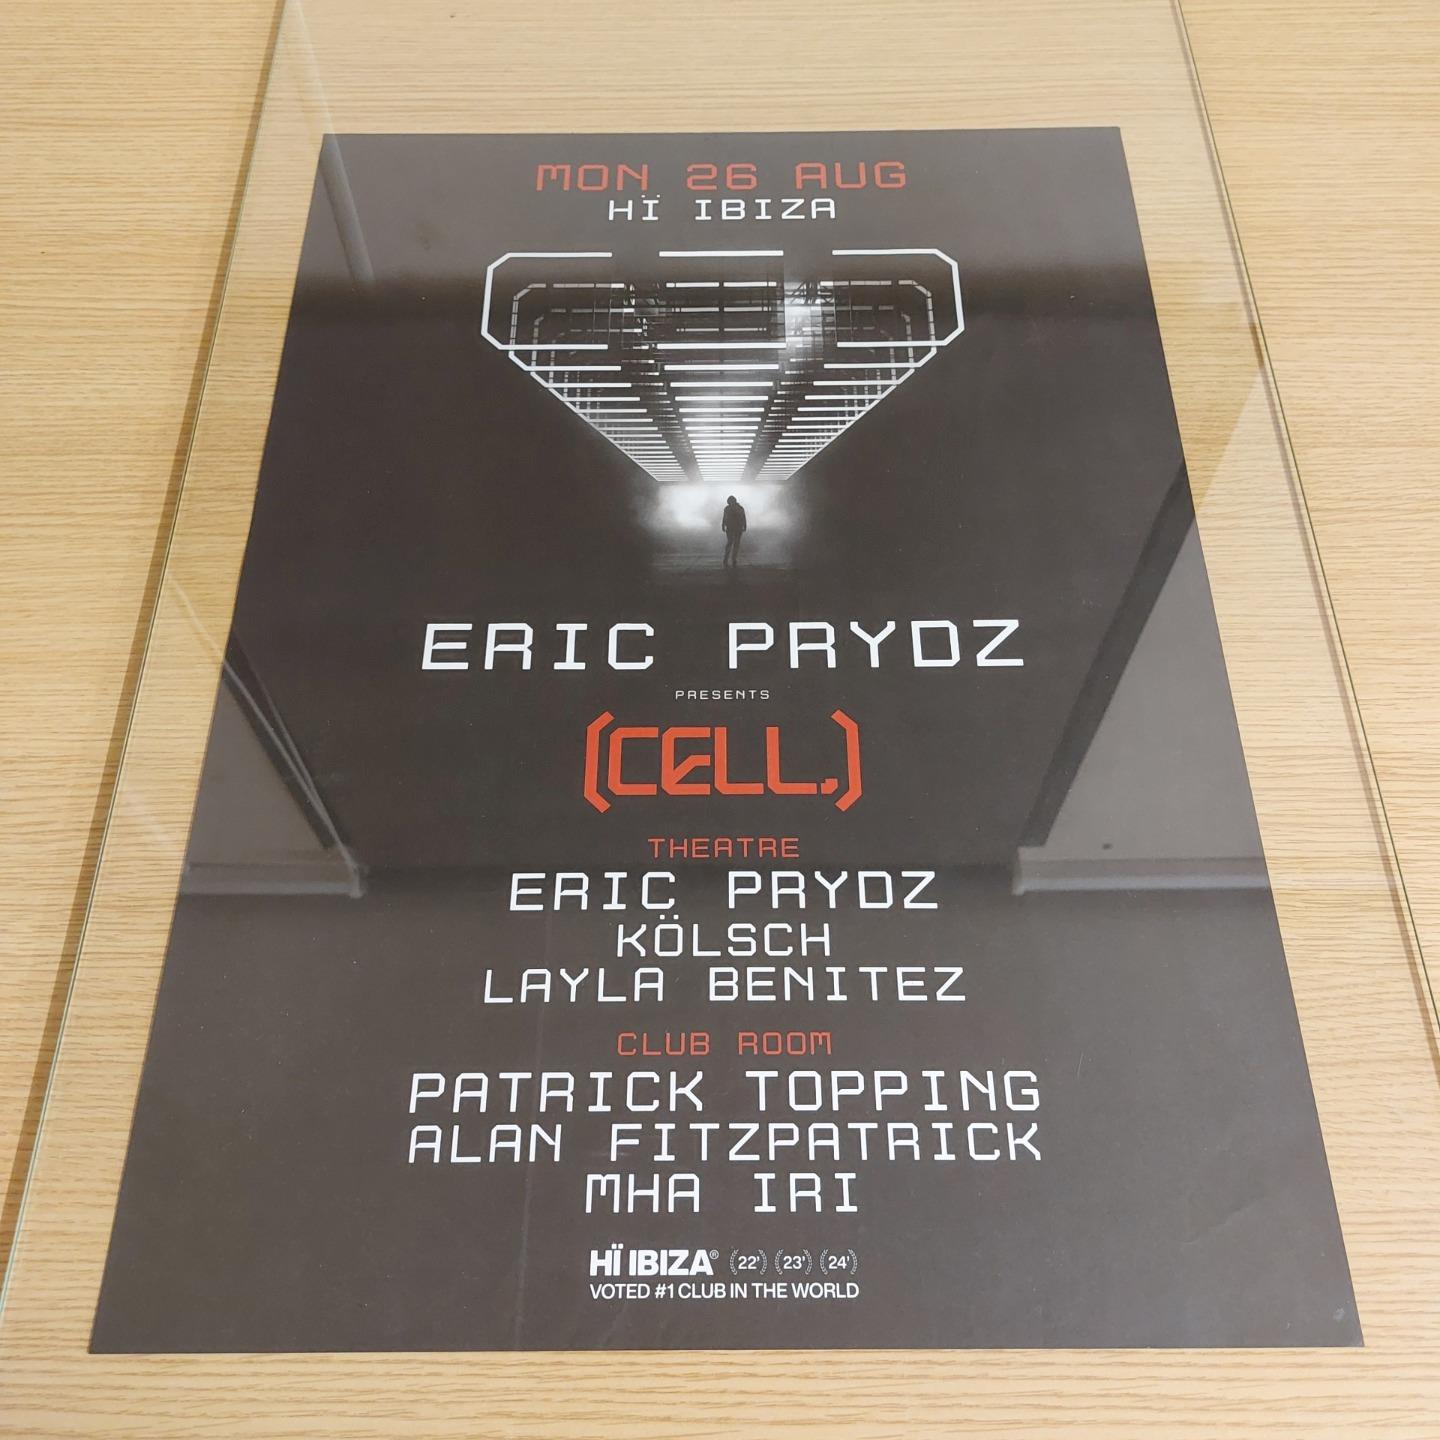 MON 26 AUG
HÏ IBIZA
ERIC PRYDZ
PRESENTS
[CELL.]
THEATRE
ERIC PRYDZ
KÖLSCH
LAYLA BENITEZ
CLUB ROOM
PATRICK TOPPING
ALAN FITZPATRICK
MHA IRI
HÏ IBIZA® (22') (23') (24')
VOTED #1 CLUB IN THE WORLD